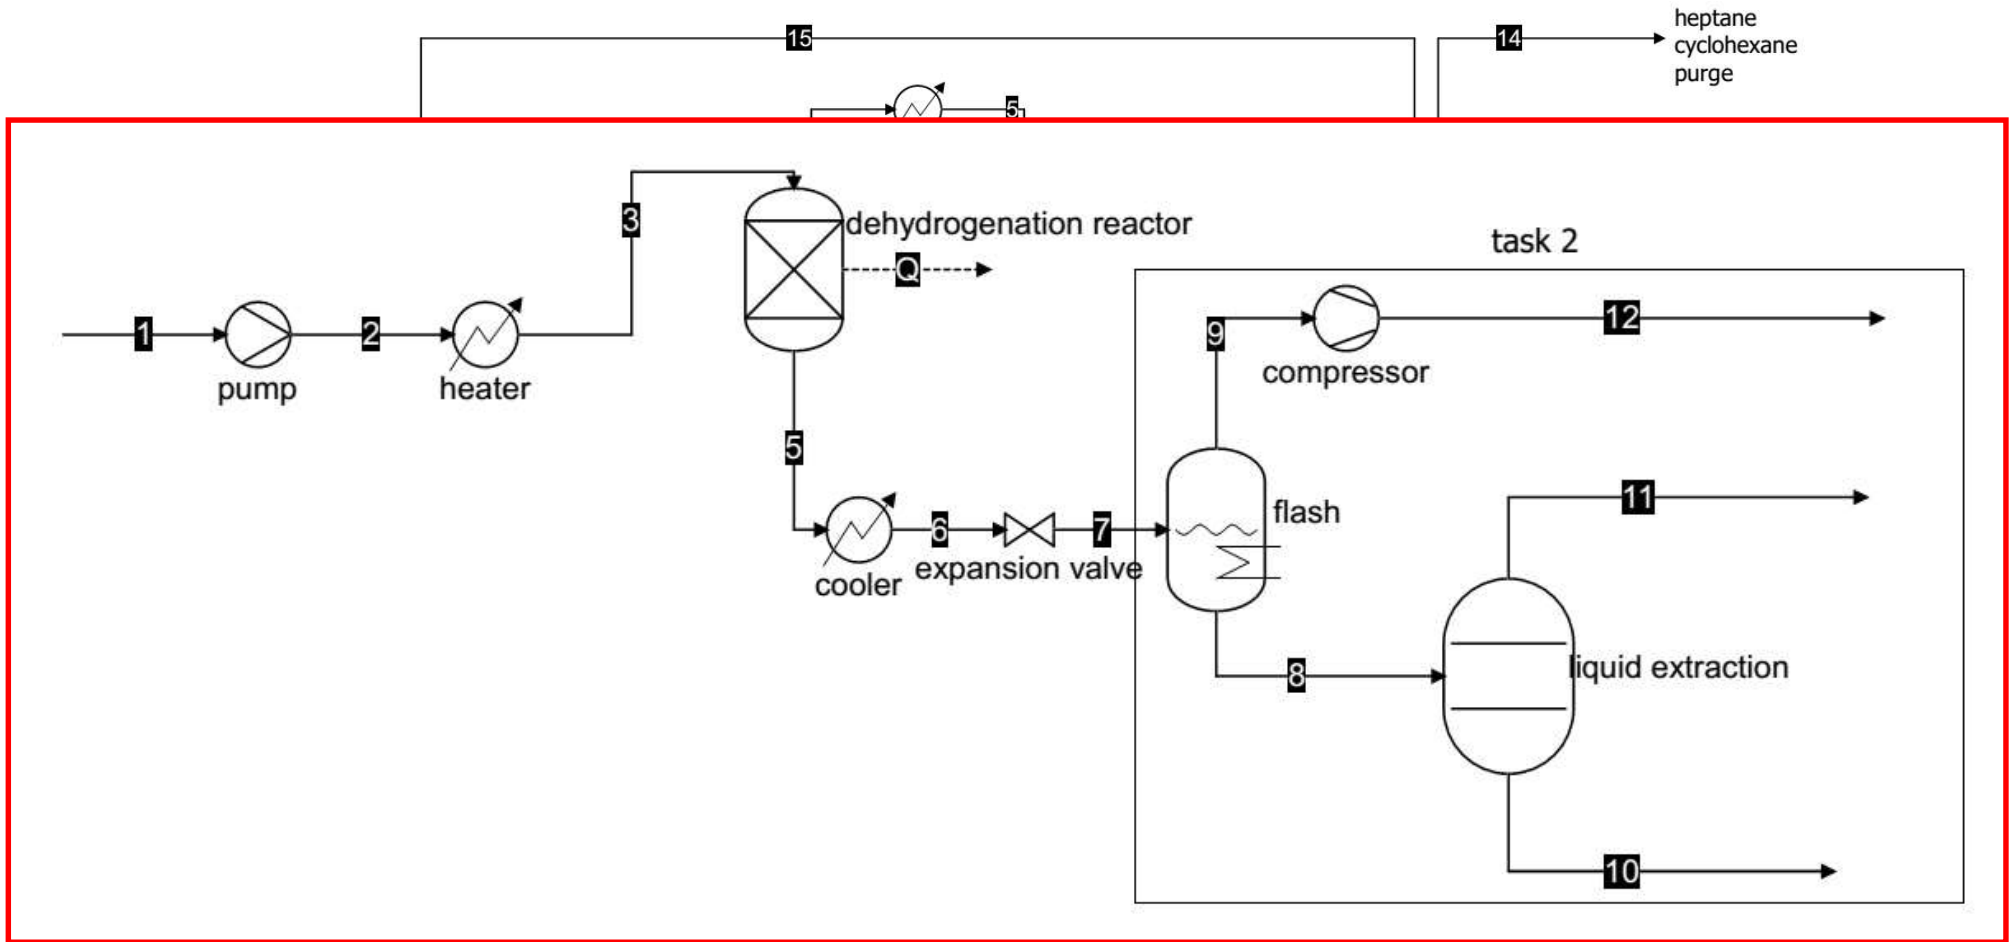 15
14
heptane
cyclohexane
purge
5
3
dehydrogenation reactor
Q
task 2
1
2
9
12
pump
heater
compressor
5
11
flash
6
7
cooler
expansion valve
8
liquid extraction
10